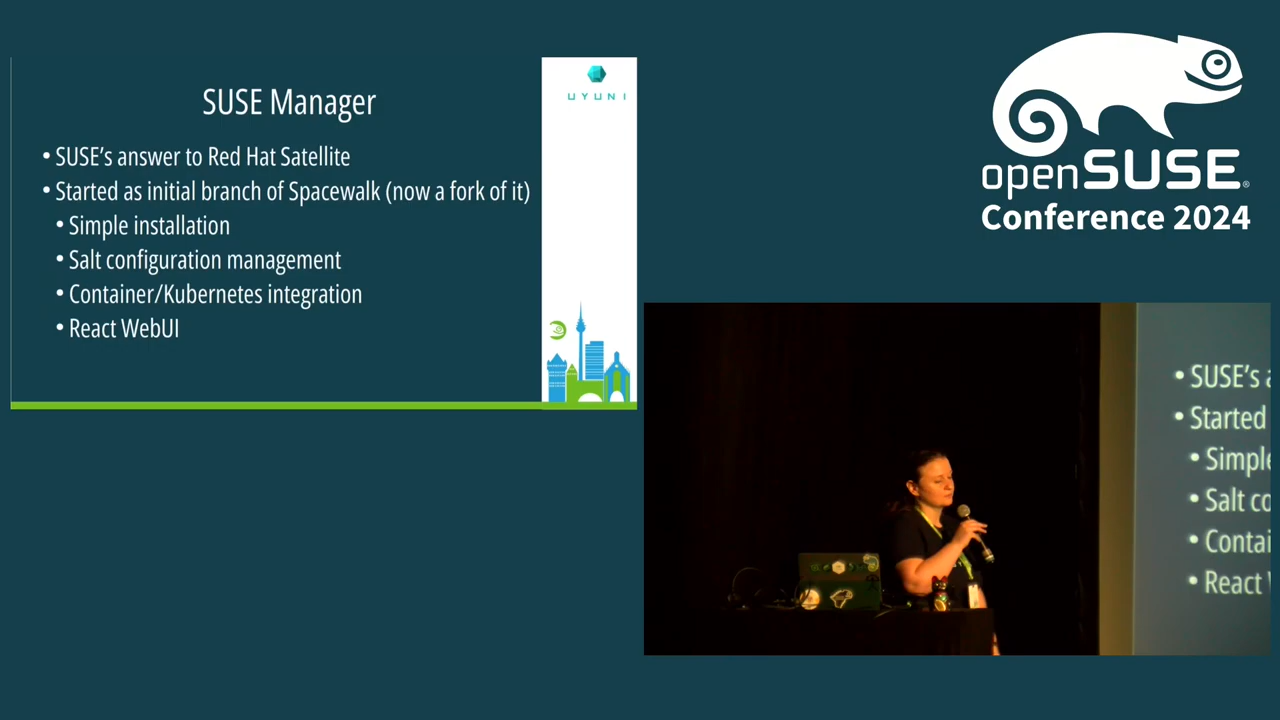 SUSE Manager
• SUSE's answer to Red Hat Satellite
• Started as initial branch of Spacewalk (now a fork of it)
• Simple installation
• Salt configuration management
• Container/Kubernetes integration
• React WebUI
UYUNI
openSUSE®
Conference 2024
• SUSE's
• Started
• Simple
• Salt co
• Contai
• React